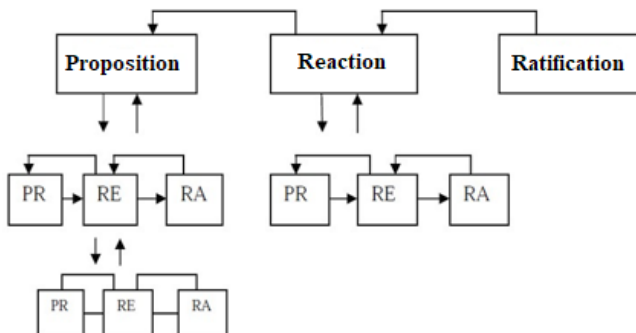 Proposition
Reaction
Ratification
PR
RE
RA
PR
RE
RA
PR
RE
RA